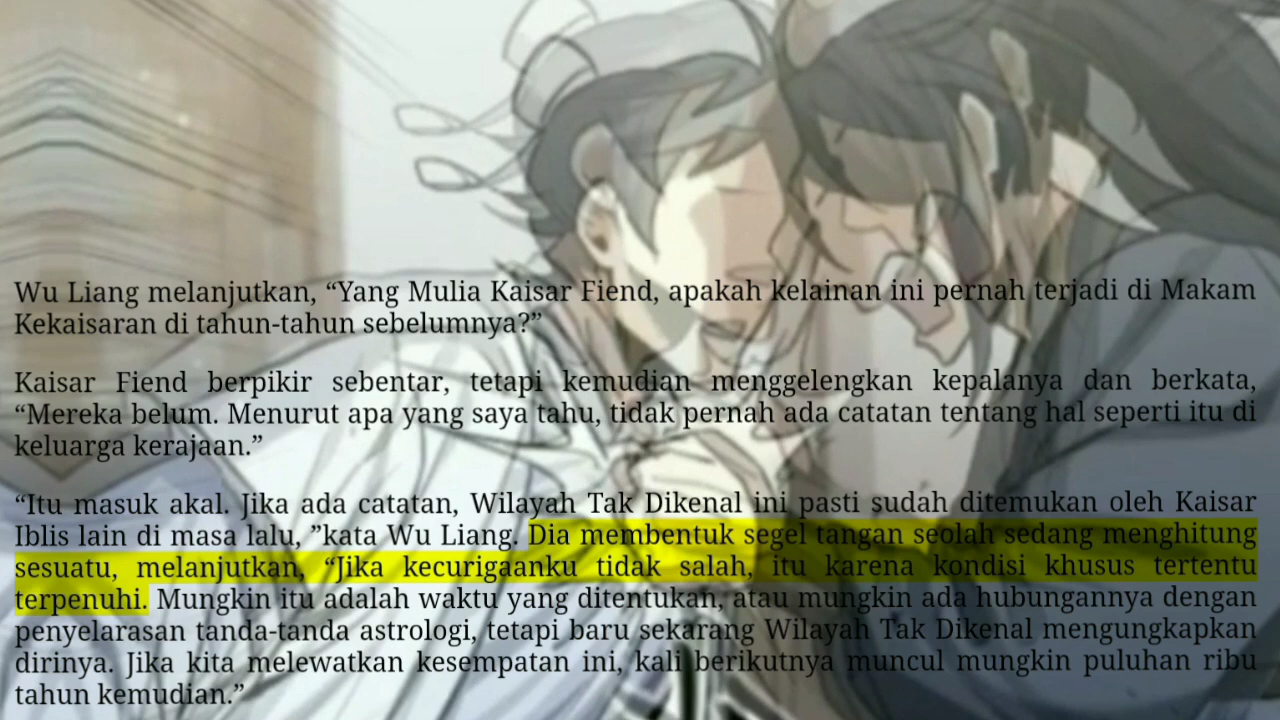 Wu Liang melanjutkan, “Yang Mulia Kaisar Fiend, apakah kelainan ini pernah terjadi di Makam
Kekaisaran di tahun-tahun sebelumnya?”
Kaisar Fiend berpikir sebentar, tetapi kemudian menggelengkan kepalanya dan berkata,
“Mereka belum. Menurut apa yang saya tahu, tidak pernah ada catatan tentang hal seperti itu di
keluarga kerajaan.”
“Itu masuk akal. Jika ada catatan, Wilayah Tak Dikenal ini pasti sudah ditemukan oleh Kaisar
Iblis lain di masa lalu, ”kata Wu Liang. Dia membentuk segel tangan seolah sedang menghitung
sesuatu, melanjutkan, “Jika kecurigaanku tidak salah, itu karena kondisi khusus tertentu
terpenuhi. Mungkin itu adalah waktu yang ditentukan, atau mungkin ada hubungannya dengan
penyelarasan tanda-tanda astrologi, tetapi baru sekarang Wilayah Tak Dikenal mengungkapkan
dirinya. Jika kita melewatkan kesempatan ini, kali berikutnya muncul mungkin puluhan ribu
tahun kemudian.”